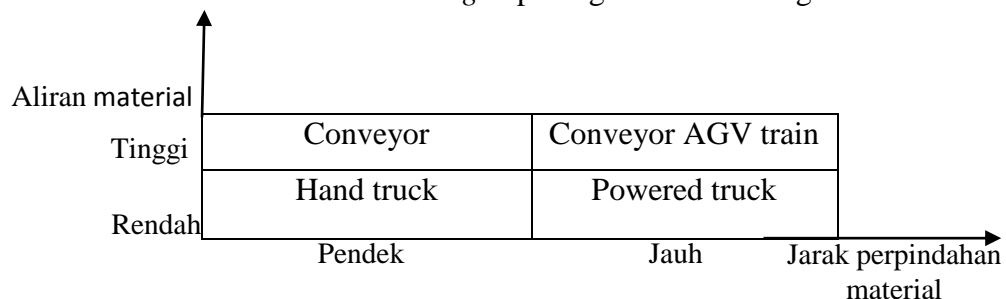 Aliran material
Tinggi
Conveyor
Conveyor AGV train
Hand truck
Powered truck
Rendah
Pendek
Jauh
Jarak perpindahan
material